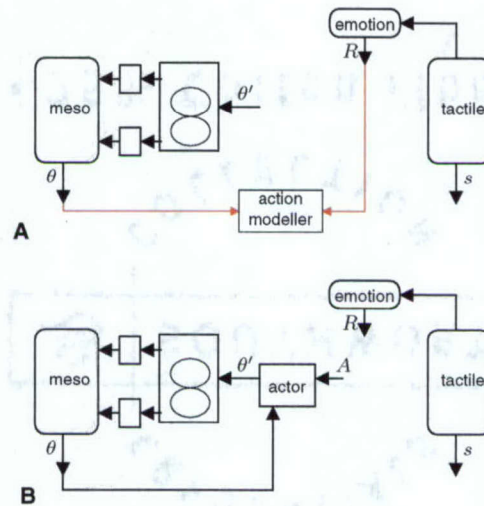 emotion
R
meso
θ′
tactile
θ
action
modeller
s
A
emotion
R
meso
θ′
actor
A
tactile
θ
s
B